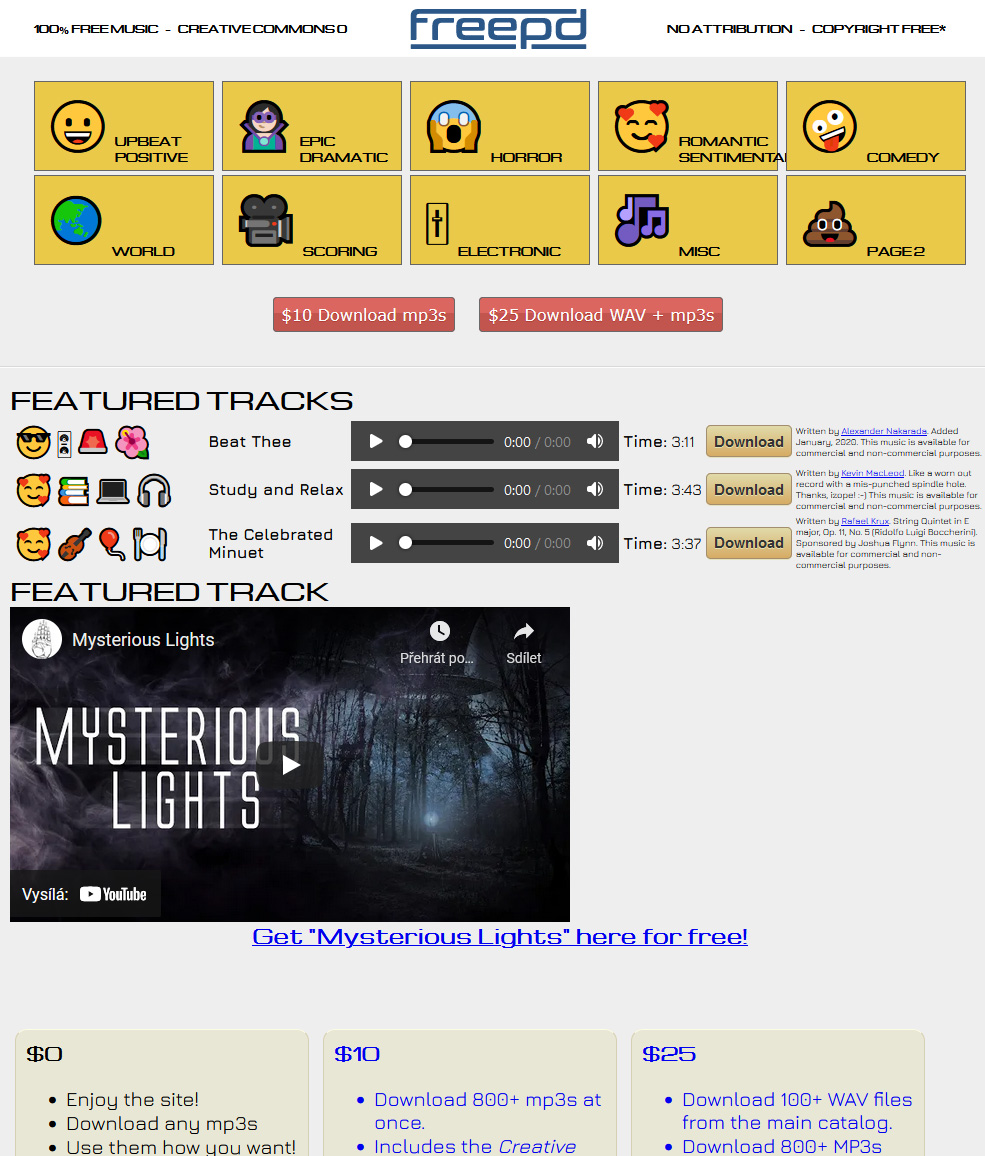 100% FREE MUSIC - CREATIVE COMMONS 0
freepd
NO ATTRIBUTION - COPYRIGHT FREE*
UPBEAT
POSITIVE
EPIC
DRAMATIC
HORROR
ROMANTIC
SENTIMENTAL
COMEDY
WORLD
SCORING
ELECTRONIC
MISC
PAGE 2
$10 Download mp3s
$25 Download WAV + mp3s
FEATURED TRACKS
Beat Thee
0:00 / 0:00
Time: 3:11
Download
Written by Alexander Nakarada. Added
January, 2020. This music is available for
commercial and non-commercial purposes.
Study and Relax
0:00 / 0:00
Time: 3:43
Download
Written by Kevin MacLeod. Like a worn out
record with a mis-punched spindle hole.
Thanks, izope! :-) This music is available for
commercial and non-commercial purposes.
The Celebrated
Minuet
0:00 / 0:00
Time: 3:37
Download
Written by Rafael Krux. String Quintet in E
major, Op. 11, No. 5 (Ridolfo Luigi Boccherini).
Sponsored by Joshua Flynn. This music is
available for commercial and non-
commercial purposes.
FEATURED TRACK
Mysterious Lights
Přehrát po...
Sdílet
MYSTERIOUS
LIGHTS
Vysílá: YouTube
Get "Mysterious Lights" here for free!
$0
Enjoy the site!
Download any mp3s
Use them how you want!
$10
Download 800+ mp3s at
once.
Includes the Creative
$25
Download 100+ WAV files
from the main catalog.
Download 800+ MP3s